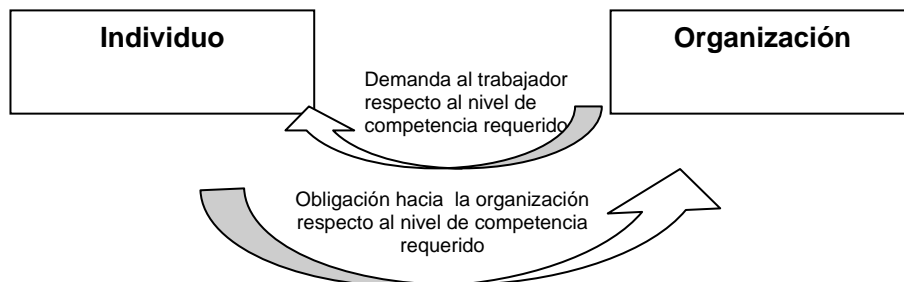 Individuo
Organización
Demanda al trabajador
respecto al nivel de
competencia requerido
Obligación hacia la organización
respecto al nivel de competencia
requerido